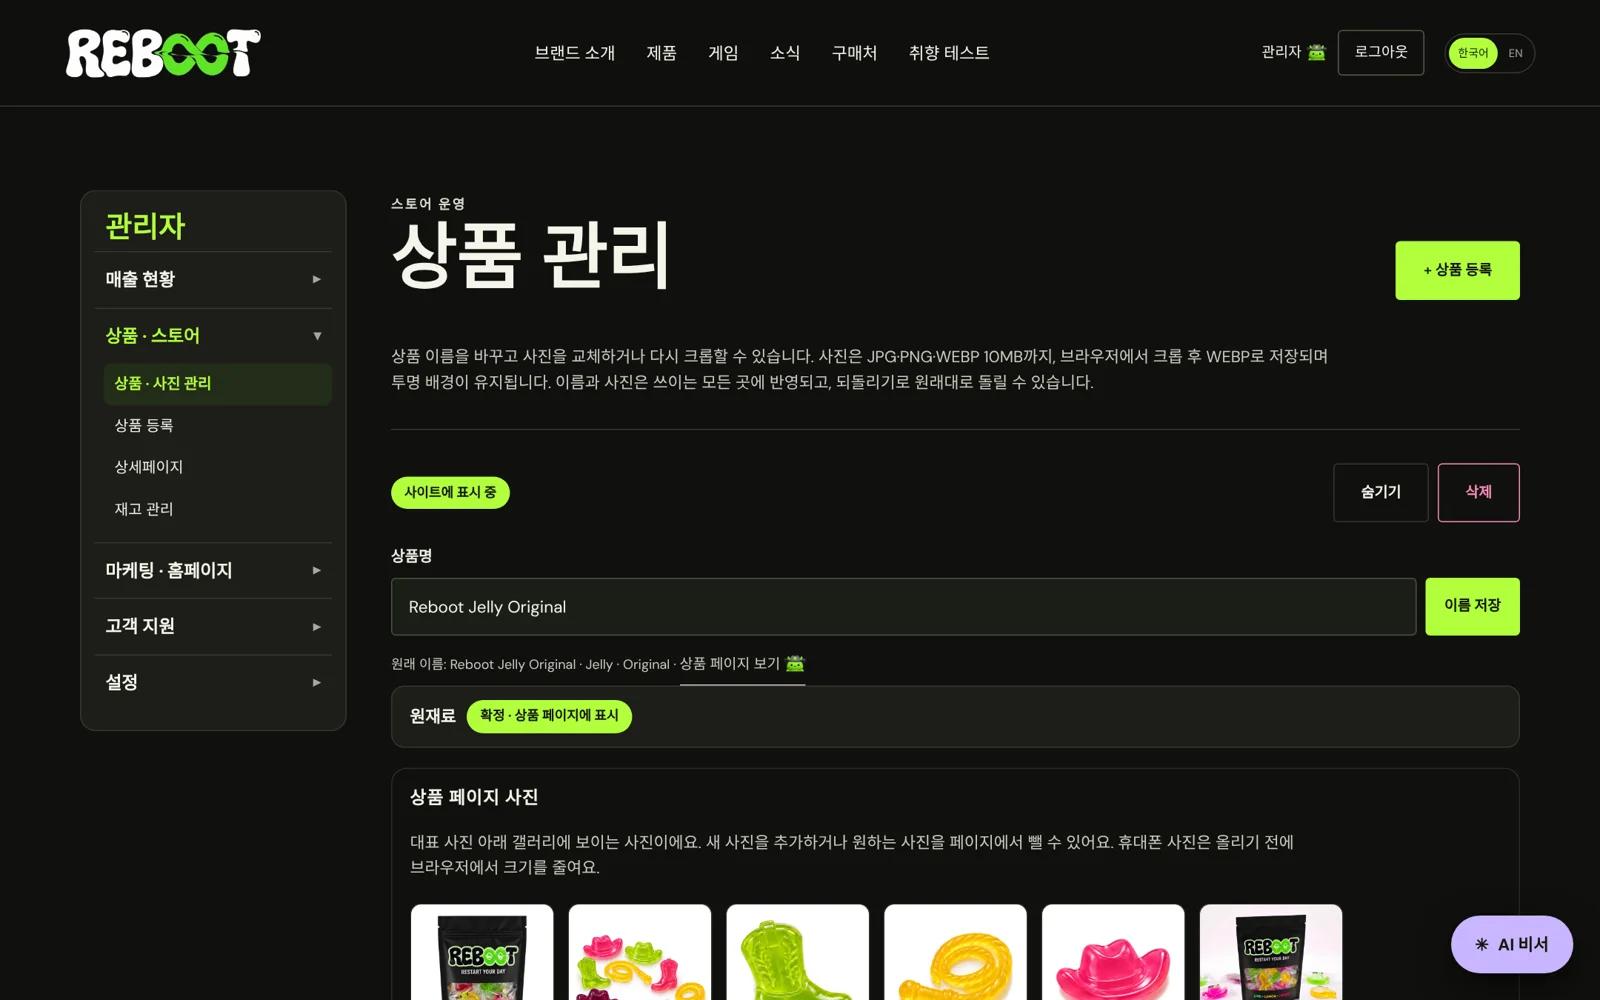 REBOOT
브랜드 소개
제품
게임
소식
구매처
취향 테스트
관리자
로그아웃
한국어
EN
관리자
매출 현황
상품 · 스토어
상품 · 사진 관리
상품 등록
상세페이지
재고 관리
마케팅 · 홈페이지
고객 지원
설정
스토어 운영
상품 관리
+ 상품 등록
상품 이름을 바꾸고 사진을 교체하거나 다시 크롭할 수 있습니다. 사진은 JPG·PNG·WEBP 10MB까지, 브라우저에서 크롭 후 WEBP로 저장되며
투명 배경이 유지됩니다. 이름과 사진은 쓰이는 모든 곳에 반영되고, 되돌리기로 원래대로 돌릴 수 있습니다.
사이트에 표시 중
숨기기
삭제
상품명
Reboot Jelly Original
이름 저장
원래 이름: Reboot Jelly Original · Jelly · Original · 상품 페이지 보기
원재료
확정 · 상품 페이지에 표시
상품 페이지 사진
대표 사진 아래 갤러리에 보이는 사진이에요. 새 사진을 추가하거나 원하는 사진을 페이지에서 뺄 수 있어요. 휴대폰 사진은 올리기 전에
브라우저에서 크기를 줄여요.
REBOOT
RESTART YOUR DAY
REBOOT
RESTART YOUR DAY
AI 비서